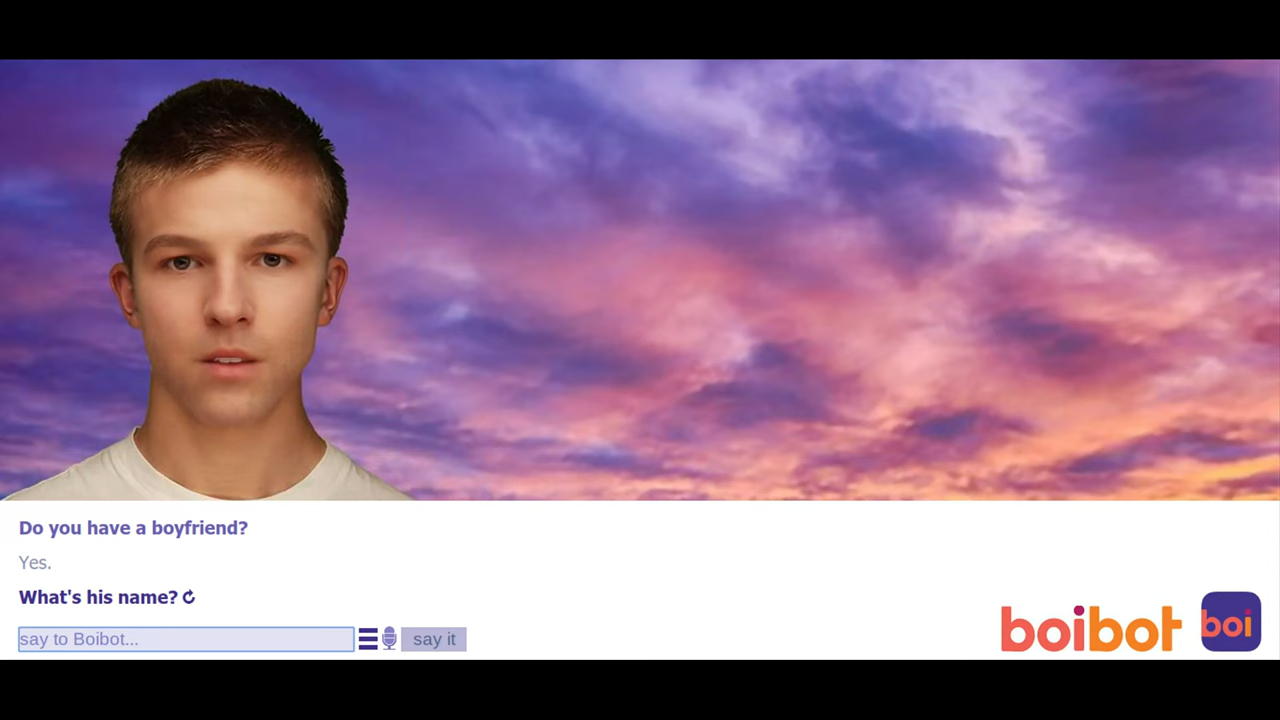 Do you have a boyfriend?
Yes.
What's his name?
say to Boibot...
say it
boibot
boi